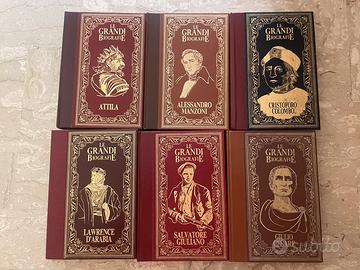 LE
GRANDI
BIOGRAFIE
ATTILA
LE
GRANDI
BIOGRAFIE
ALESSANDRO
MANZONI
LE
GRANDI
BIOGRAFIE
CRISTOFORO
COLOMBO
LE
GRANDI
BIOGRAFIE
LAWRENCE
D'ARABIA
LE
GRANDI
BIOGRAFIE
SALVATORE
GIULIANO
LE
GRANDI
BIOGRAFIE
GIULIO
CESARE
subito